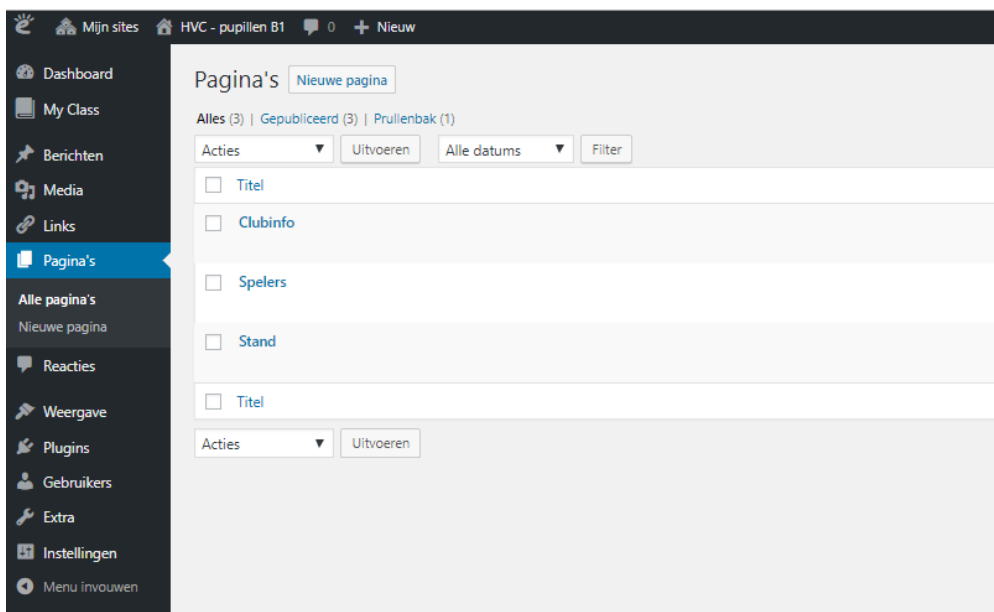 Mijn sites HVC - pupillen B1 0 + Nieuw
Dashboard
My Class
Berichten
Media
Links
Pagina's
Alle pagina's
Nieuwe pagina
Reacties
Weergave
Plugins
Gebruikers
Extra
Instellingen
Menu invouwen
Pagina's Nieuwe pagina
Alles (3) | Gepubliceerd (3) | Prullenbak (1)
Acties Uitvoeren Alle datums Filter
Titel
Clubinfo
Spelers
Stand
Titel
Acties Uitvoeren